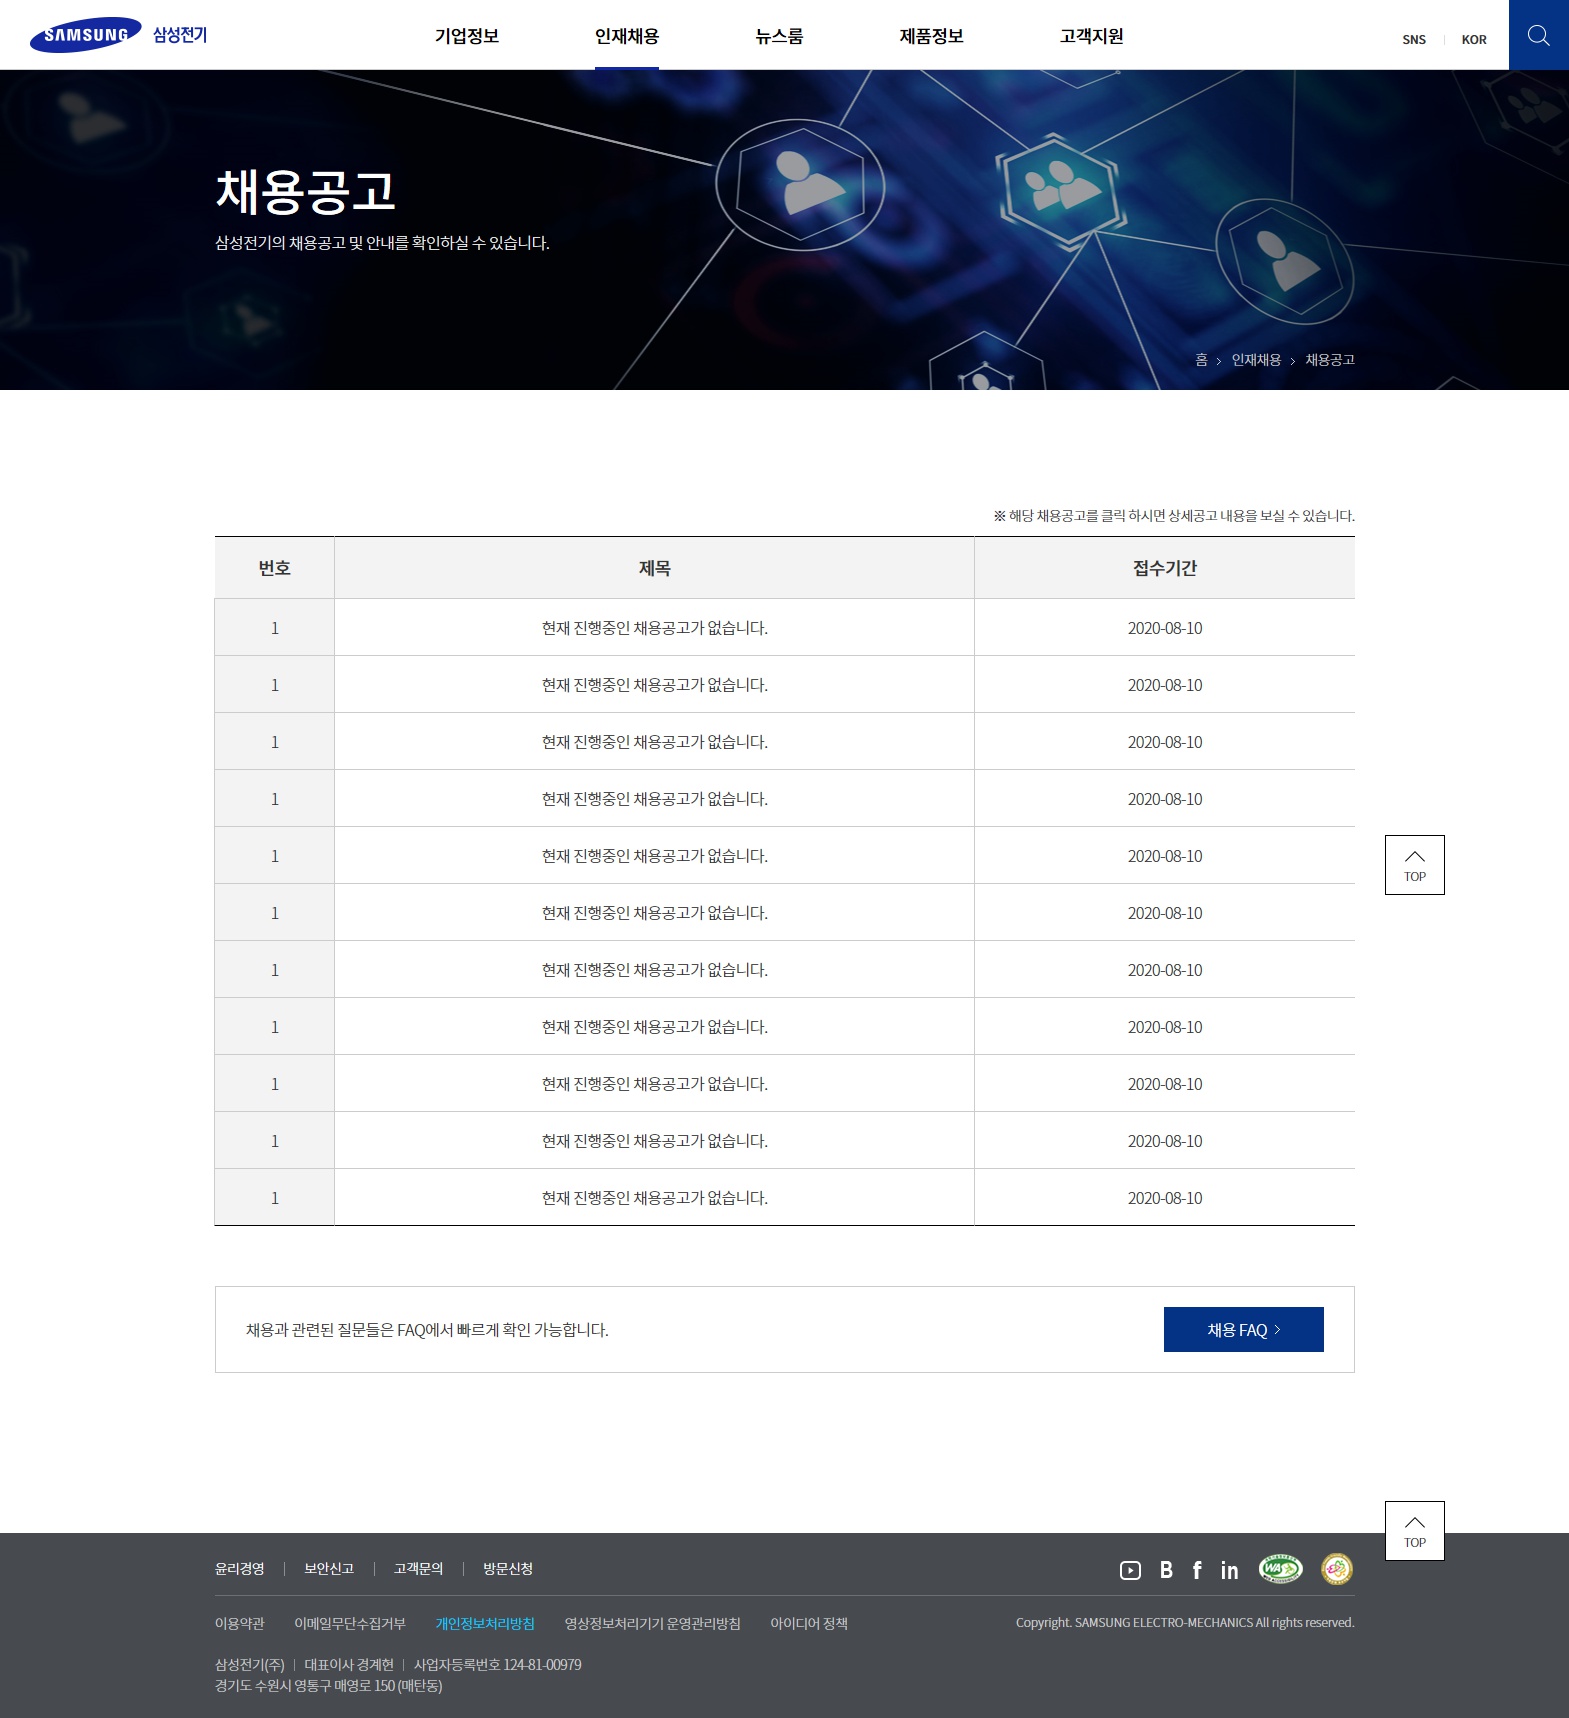 SAMSUNG 삼성전기
기업정보 인재채용 뉴스룸 제품정보 고객지원
SNS KOR
채용공고
삼성전기의 채용공고 및 안내를 확인하실 수 있습니다.
홈 > 인재채용 > 채용공고
※ 해당 채용공고를 클릭 하시면 상세공고 내용을 보실 수 있습니다.
번호 제목 접수기간
1 현재 진행중인 채용공고가 없습니다. 2020-08-10
1 현재 진행중인 채용공고가 없습니다. 2020-08-10
1 현재 진행중인 채용공고가 없습니다. 2020-08-10
1 현재 진행중인 채용공고가 없습니다. 2020-08-10
1 현재 진행중인 채용공고가 없습니다. 2020-08-10
1 현재 진행중인 채용공고가 없습니다. 2020-08-10
1 현재 진행중인 채용공고가 없습니다. 2020-08-10
1 현재 진행중인 채용공고가 없습니다. 2020-08-10
1 현재 진행중인 채용공고가 없습니다. 2020-08-10
1 현재 진행중인 채용공고가 없습니다. 2020-08-10
1 현재 진행중인 채용공고가 없습니다. 2020-08-10
TOP
채용과 관련된 질문들은 FAQ에서 빠르게 확인 가능합니다.
채용 FAQ >
TOP
윤리경영 보안신고 고객문의 방문신청
B f in WA
이용약관 이메일무단수집거부 개인정보처리방침 영상정보처리기기 운영관리방침 아이디어 정책
Copyright. SAMSUNG ELECTRO-MECHANICS All rights reserved.
삼성전기(주) 대표이사 경계현 사업자등록번호 124-81-00979
경기도 수원시 영통구 매영로 150 (매탄동)